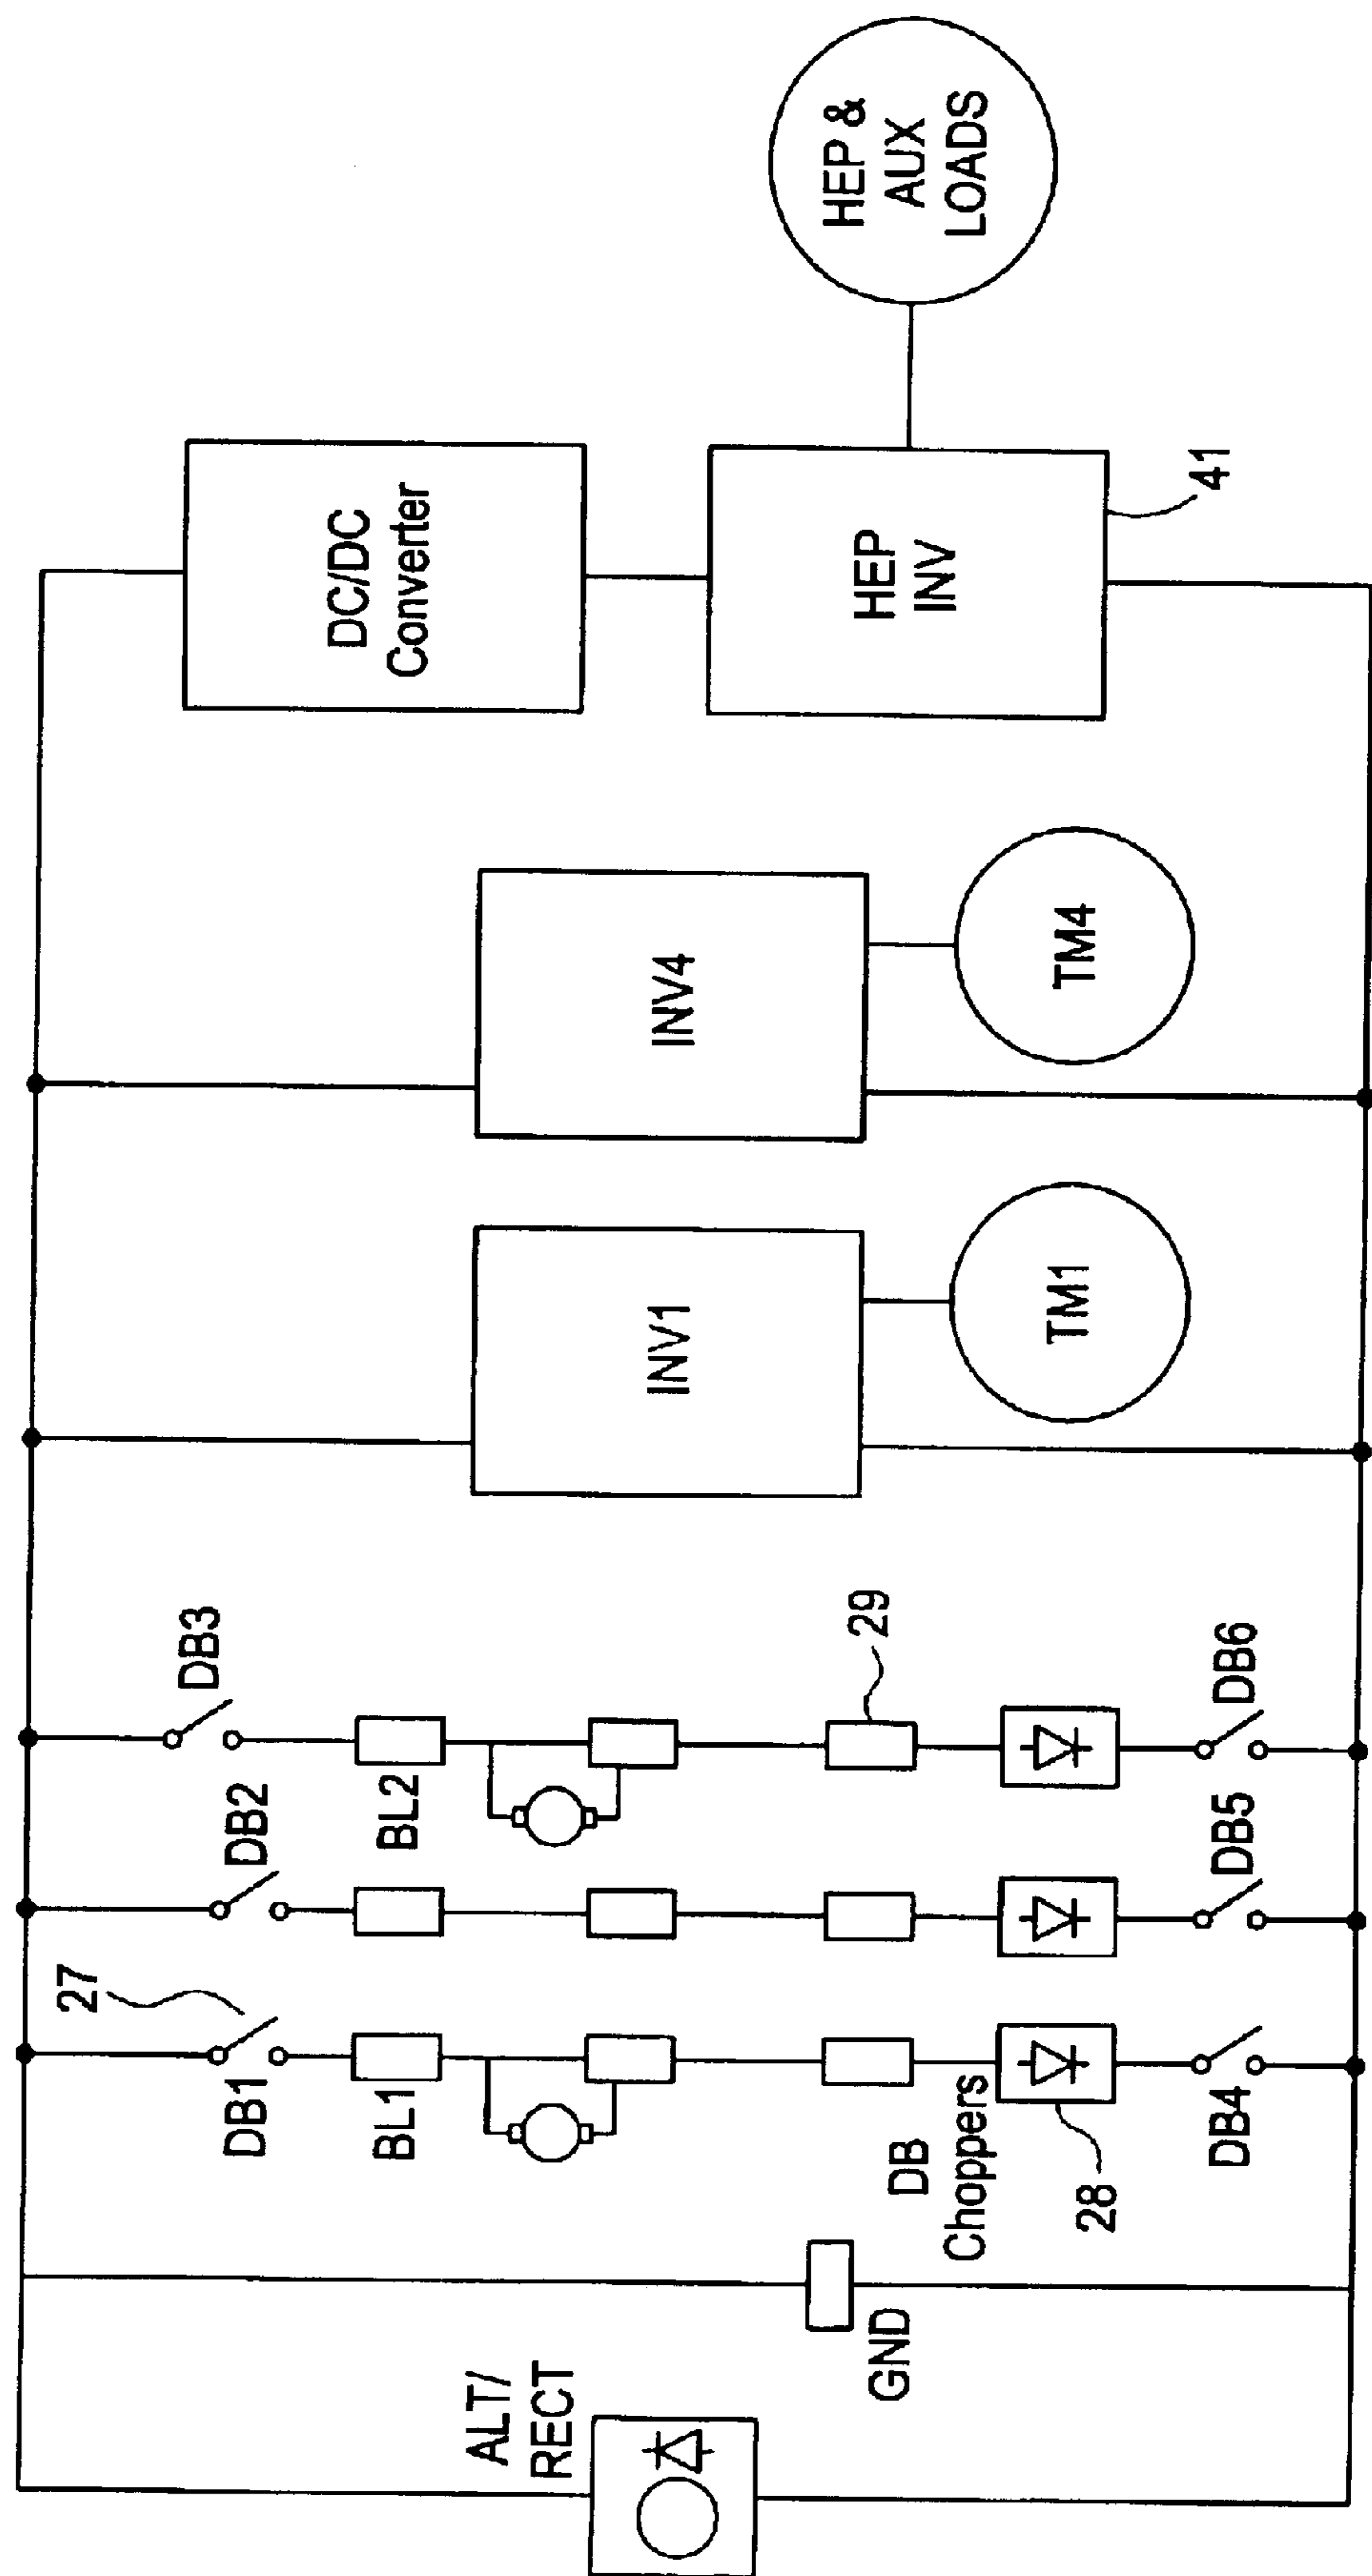 ALT/
RECT
GND
27
DB1
DB2
DB3
BL1
BL2
29
DB
Choppers
28
DB4
DB5
DB6
INV1
TM1
INV4
TM4
DC/DC
Converter
HEP
INV
41
HEP &
AUX
LOADS